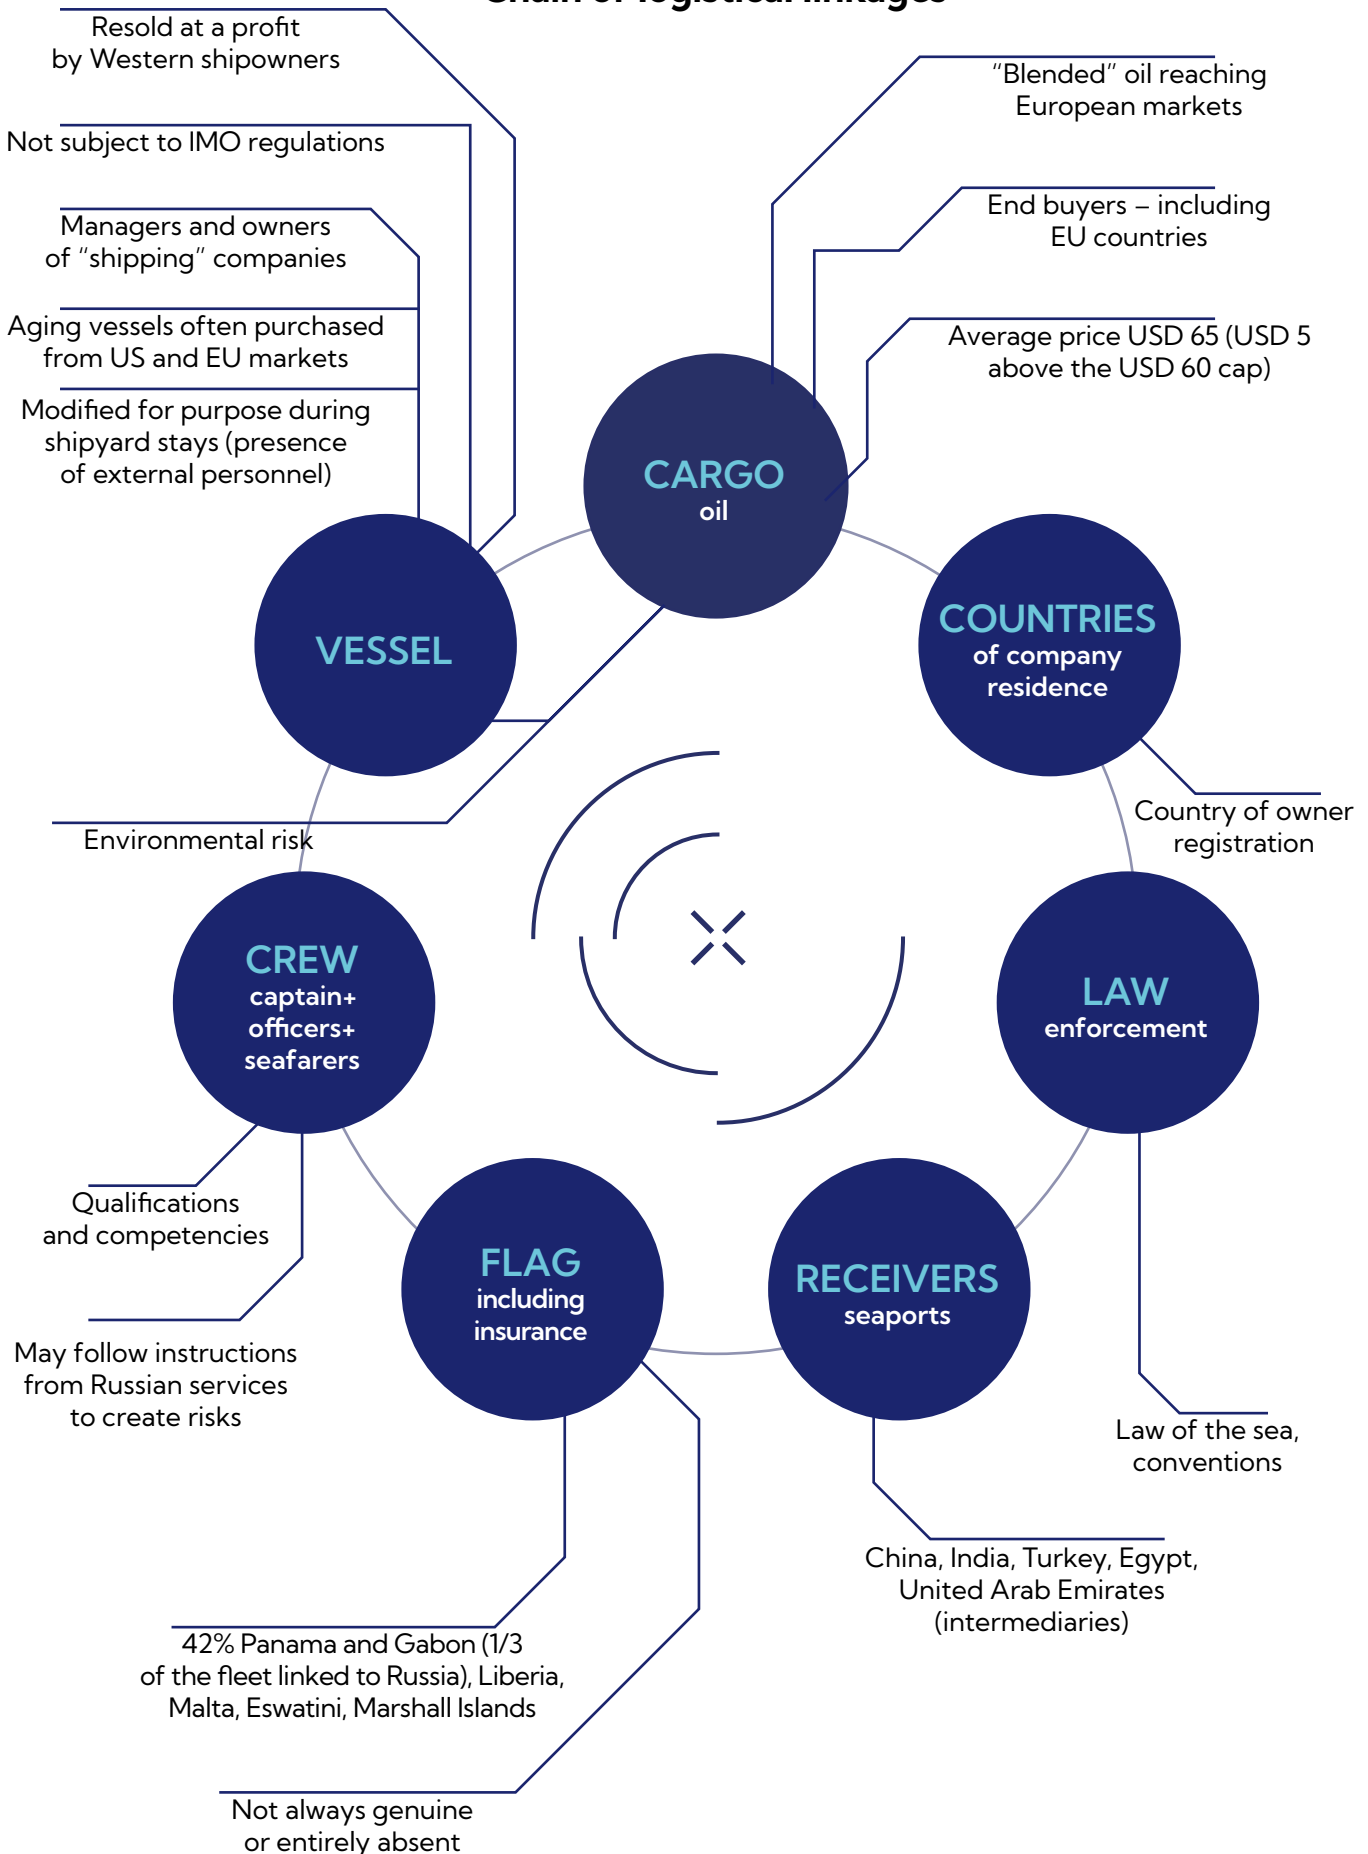 Chain of logistical linkages
Resold at a profit
by Western shipowners
Not subject to IMO regulations
Managers and owners
of “shipping” companies
Aging vessels often purchased
from US and EU markets
Modified for purpose during
shipyard stays (presence
of external personnel)
“Blended” oil reaching
European markets
End buyers – including
EU countries
Average price USD 65 (USD 5
above the USD 60 cap)
CARGO
oil
VESSEL
COUNTRIES
of company
residence
Environmental risk
Country of owner
registration
CREW
captain+
officers+
seafarers
LAW
enforcement
Qualifications
and competencies
May follow instructions
from Russian services
to create risks
FLAG
including
insurance
RECEIVERS
seaports
Law of the sea,
conventions
China, India, Turkey, Egypt,
United Arab Emirates
(intermediaries)
42% Panama and Gabon (1/3
of the fleet linked to Russia), Liberia,
Malta, Eswatini, Marshall Islands
Not always genuine
or entirely absent